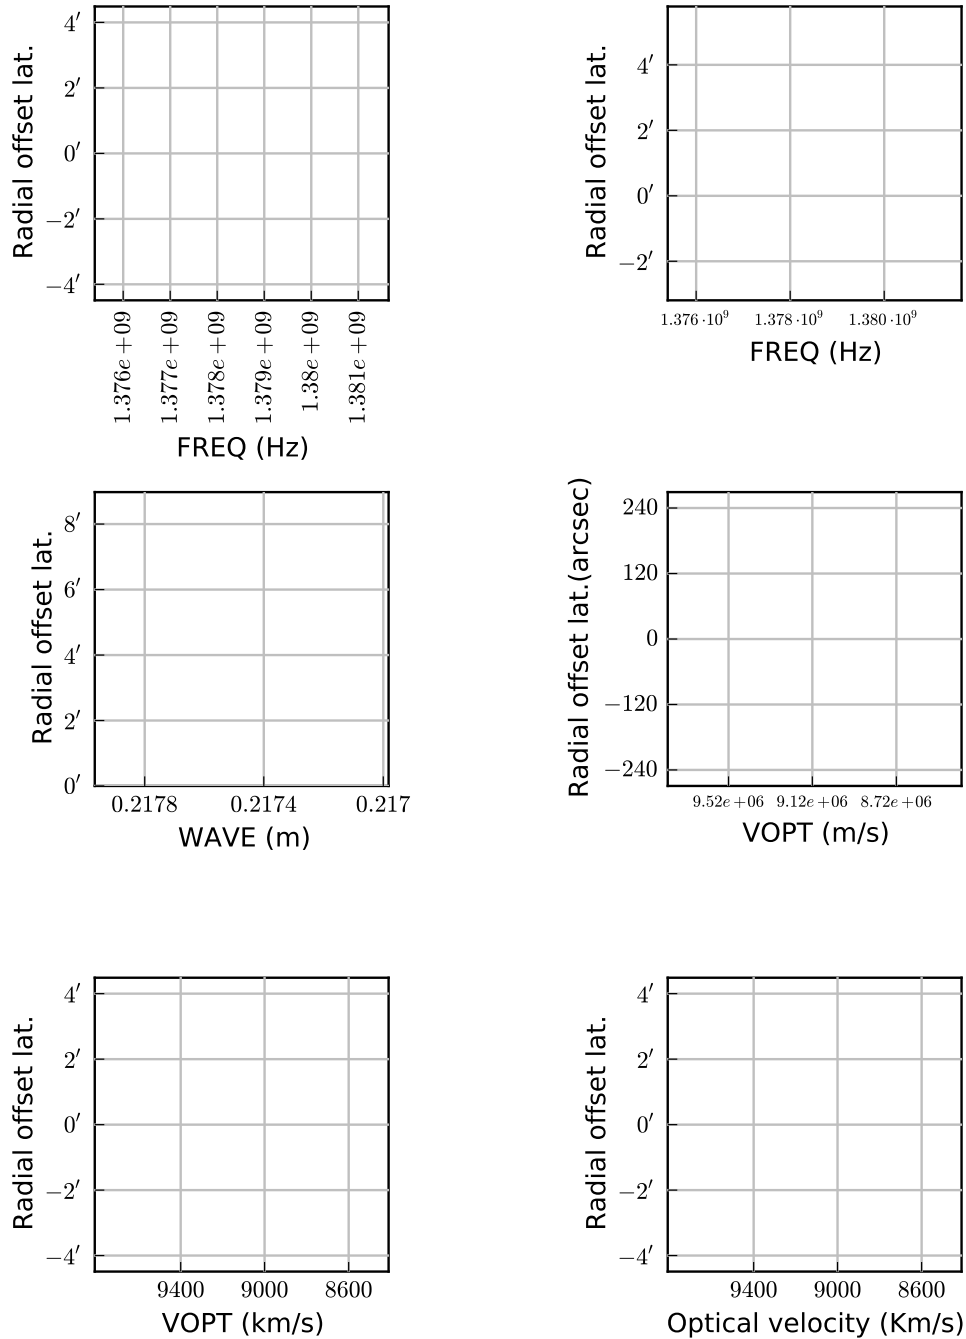 Radial offset lat.
4′
2′
0′
−2′
−4′
1.376e+09
1.377e+09
1.378e+09
1.379e+09
1.38e+09
1.381e+09
FREQ (Hz)
Radial offset lat.
4′
2′
0′
−2′
1.376·10⁹ 1.378·10⁹ 1.380·10⁹
FREQ (Hz)
Radial offset lat.
8′
6′
4′
2′
0′
0.2178 0.2174 0.217
WAVE (m)
Radial offset lat.(arcsec)
240
120
0
−120
−240
9.52e+06 9.12e+06 8.72e+06
VOPT (m/s)
Radial offset lat.
4′
2′
0′
−2′
−4′
9400 9000 8600
VOPT (km/s)
Radial offset lat.
4′
2′
0′
−2′
−4′
9400 9000 8600
Optical velocity (Km/s)